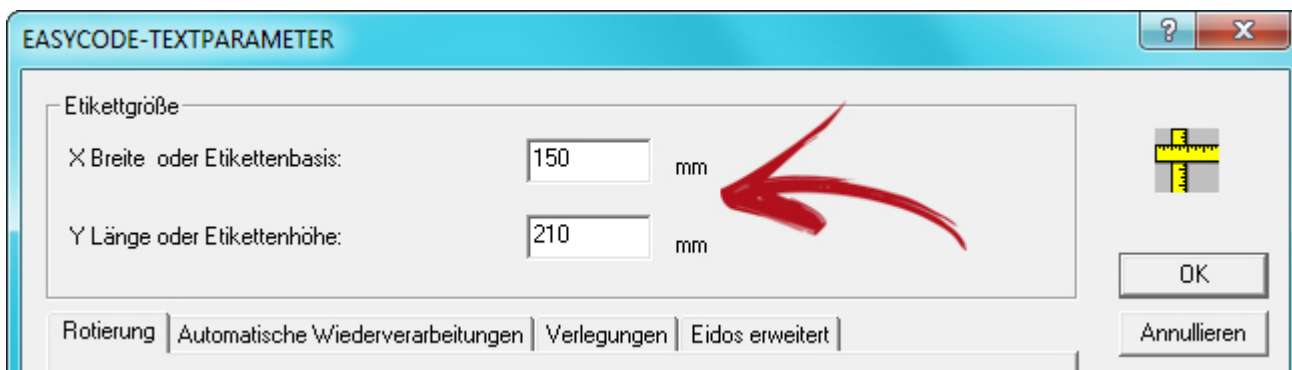 EASYCODE-TEXTPARAMETER
?
X
Etikettgröße
X Breite oder Etikettenbasis: 150 mm
Y Länge oder Etikettenhöhe: 210 mm
OK
Rotierung Automatische Wiederverarbeitungen Verlegungen Eidos erweitert Annullieren